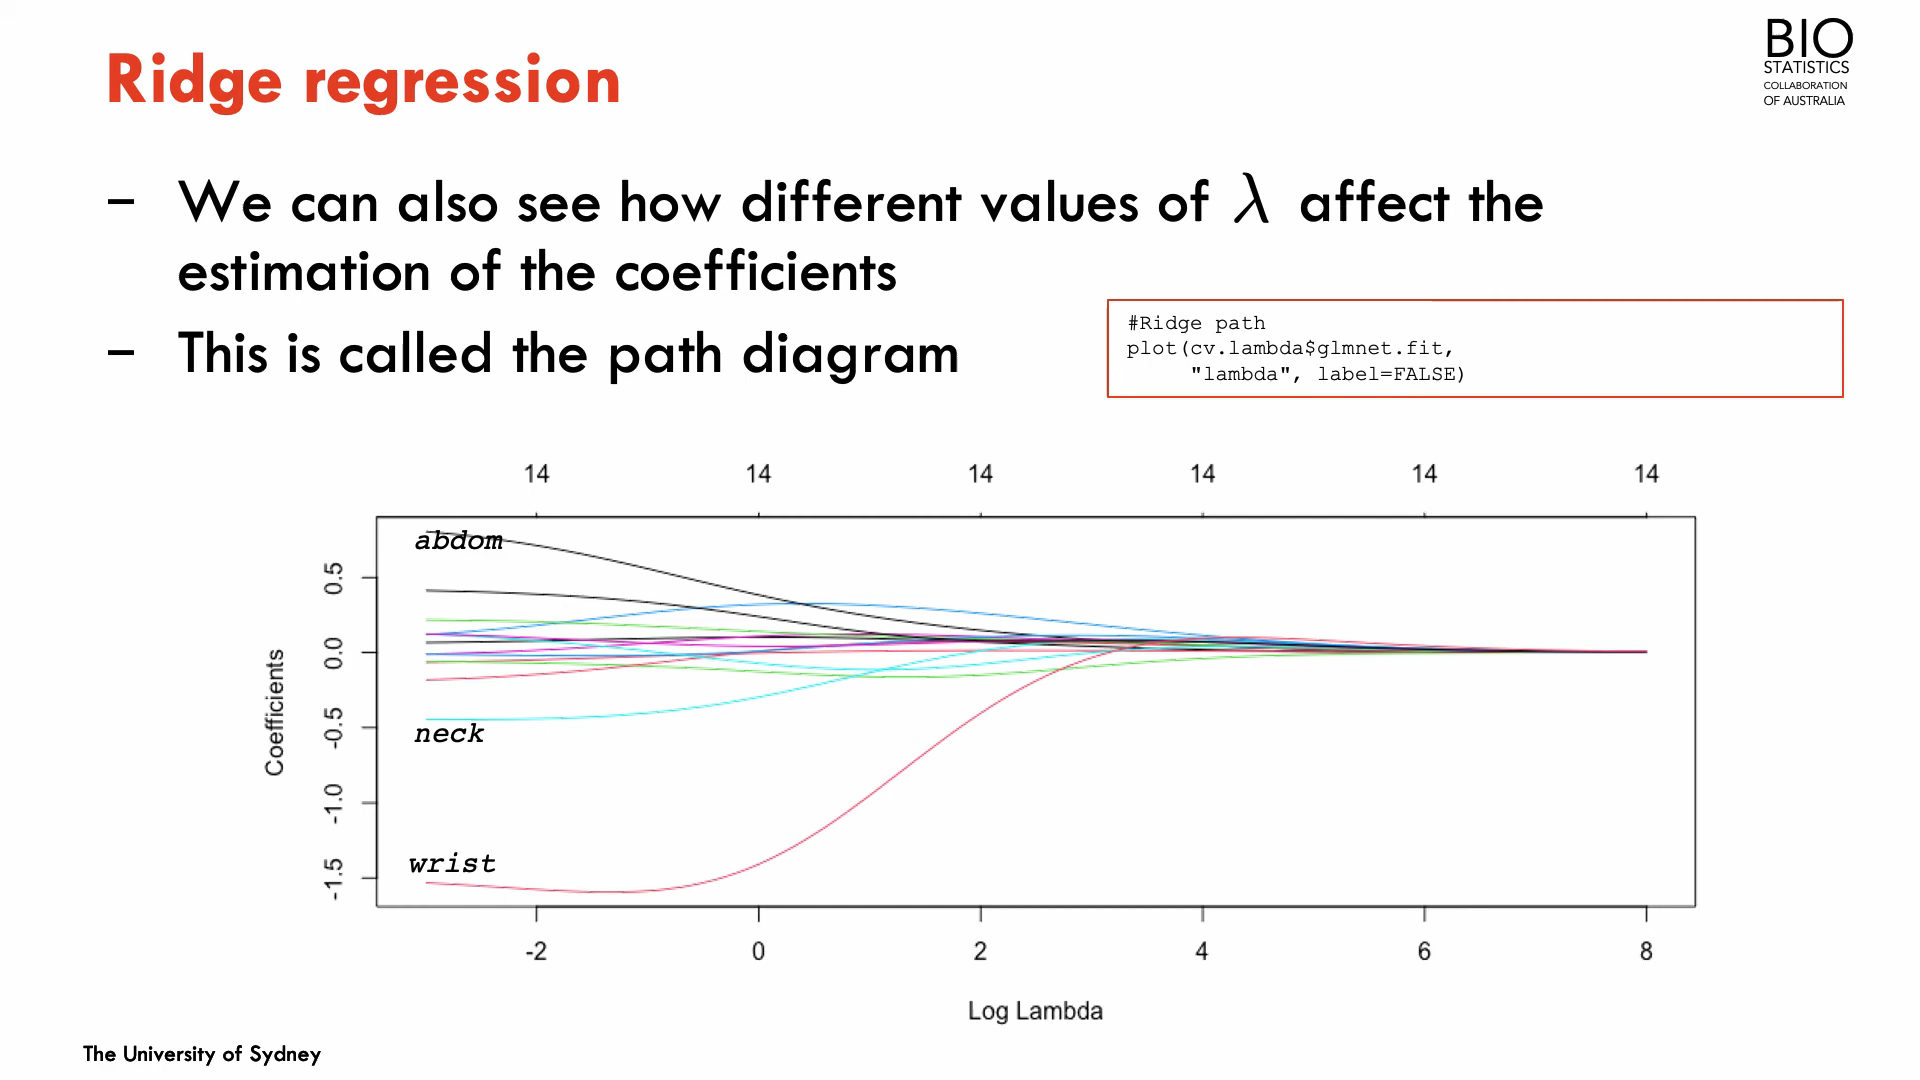 Ridge regression
BIO
STATISTICS
COLLABORATION
OF AUSTRALIA
− We can also see how different values of λ affect the
estimation of the coefficients
− This is called the path diagram
#Ridge path
plot(cv.lambda$glmnet.fit,
"lambda", label=FALSE)
14 14 14 14 14 14
abdom
neck
wrist
Coefficients
0.5
0.0
-0.5
-1.0
-1.5
-2 0 2 4 6 8
Log Lambda
The University of Sydney